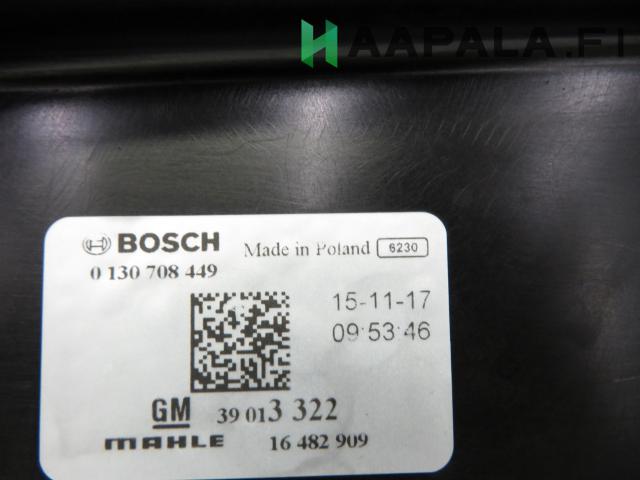 HAAPALA.FI
BOSCH Made in Poland 6230
0 130 708 449
15-11-17
09:53:46
GM 39 013 322
MAHLE 16 482 909